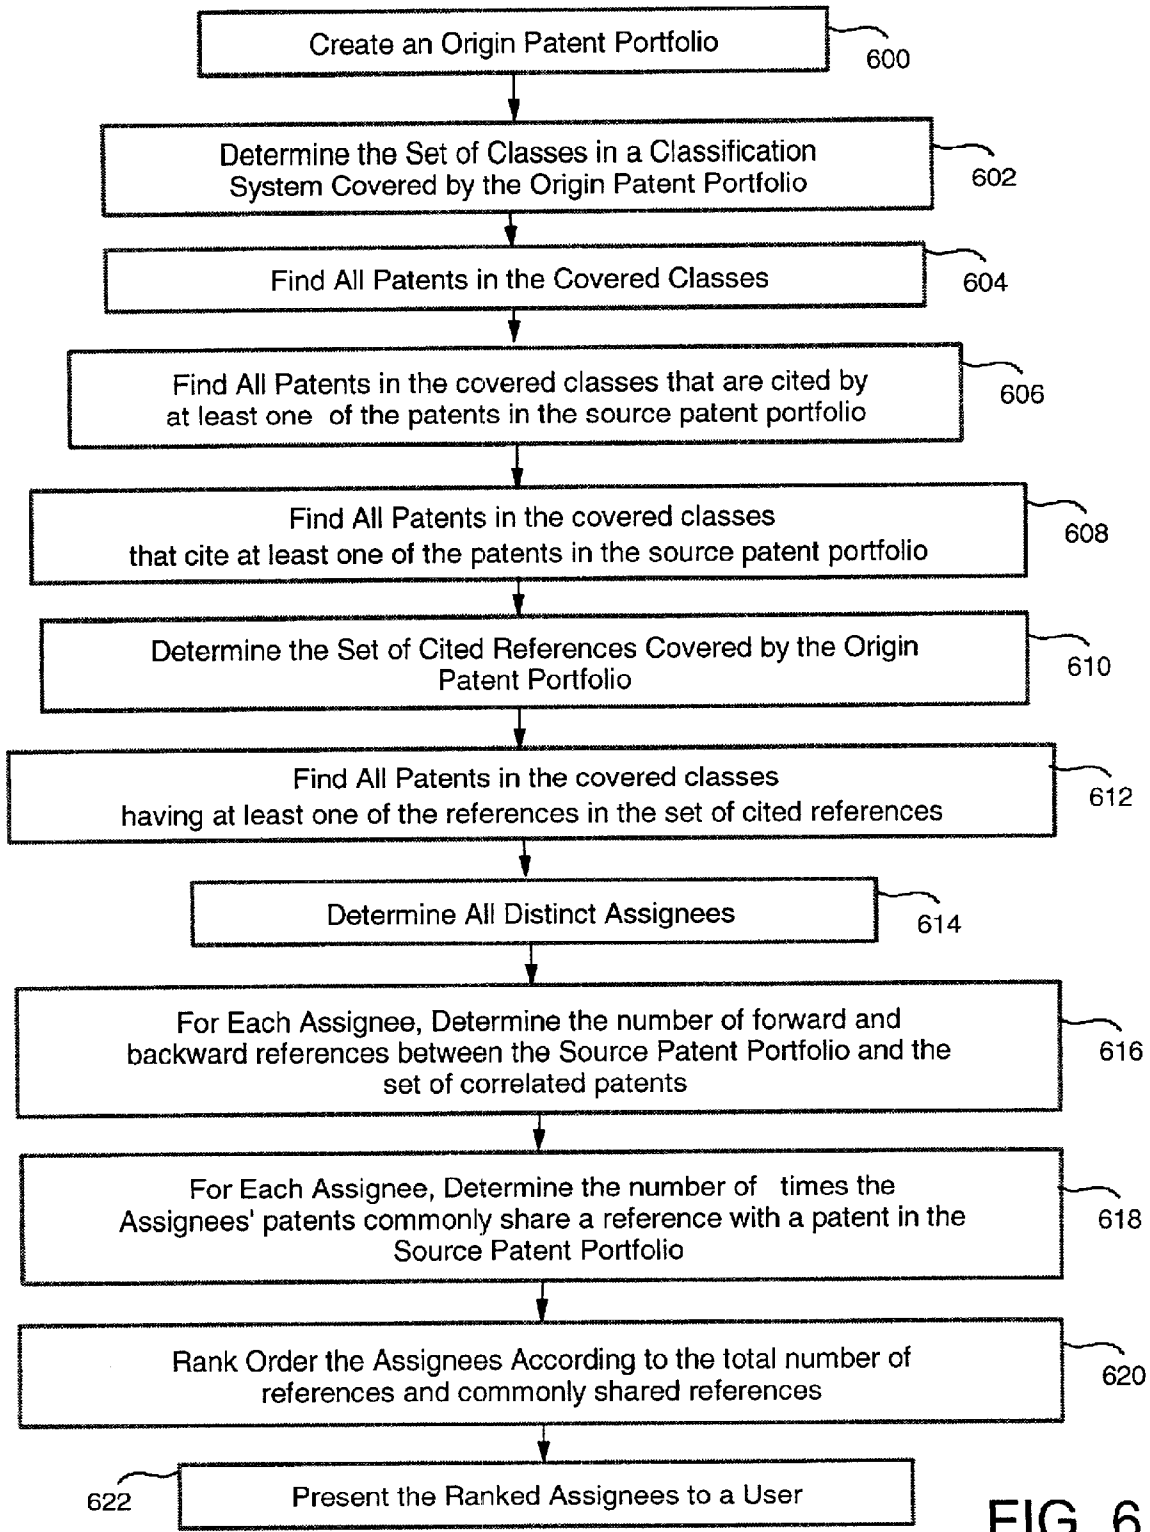 Create an Origin Patent Portfolio
600
Determine the Set of Classes in a Classification
System Covered by the Origin Patent Portfolio
602
Find All Patents in the Covered Classes
604
Find All Patents in the covered classes that are cited by
at least one of the patents in the source patent portfolio
606
Find All Patents in the covered classes
that cite at least one of the patents in the source patent portfolio
608
Determine the Set of Cited References Covered by the Origin
Patent Portfolio
610
Find All Patents in the covered classes
having at least one of the references in the set of cited references
612
Determine All Distinct Assignees
614
For Each Assignee, Determine the number of forward and
backward references between the Source Patent Portfolio and the
set of correlated patents
616
For Each Assignee, Determine the number of times the
Assignees' patents commonly share a reference with a patent in the
Source Patent Portfolio
618
Rank Order the Assignees According to the total number of
references and commonly shared references
620
Present the Ranked Assignees to a User
622
FIG. 6